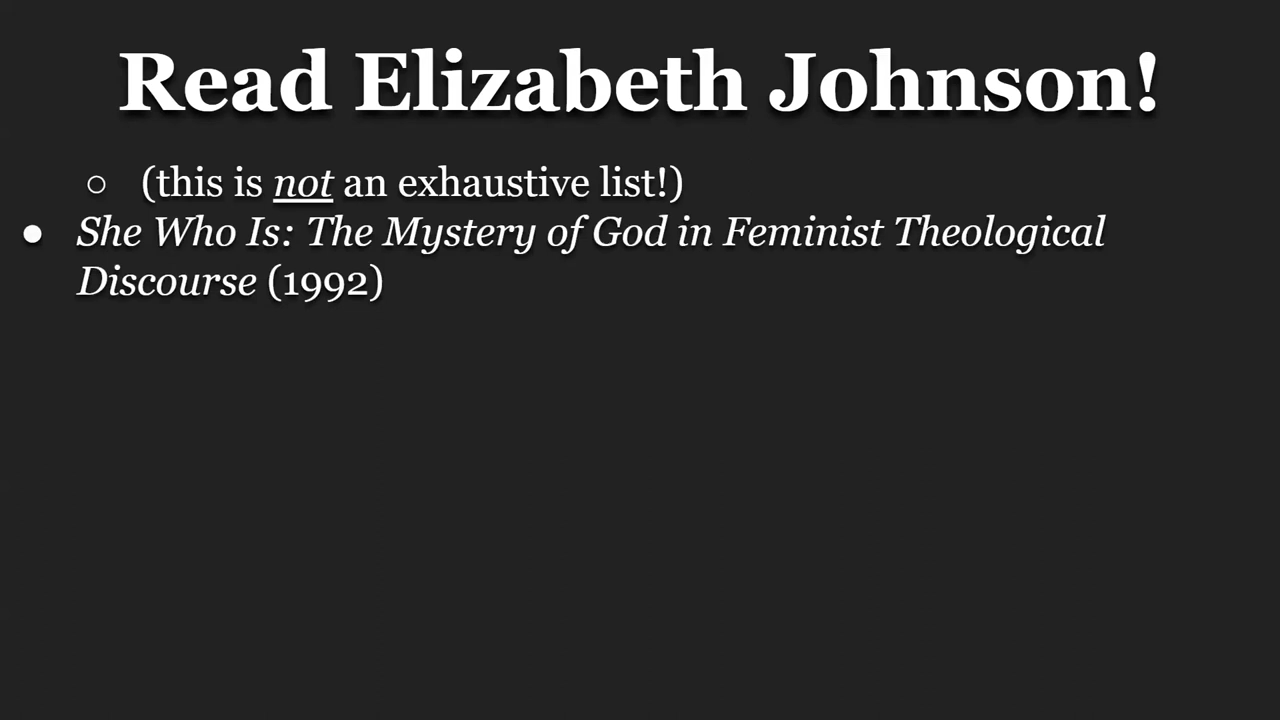 Read Elizabeth Johnson!
○ (this is not an exhaustive list!)
● She Who Is: The Mystery of God in Feminist Theological
Discourse (1992)